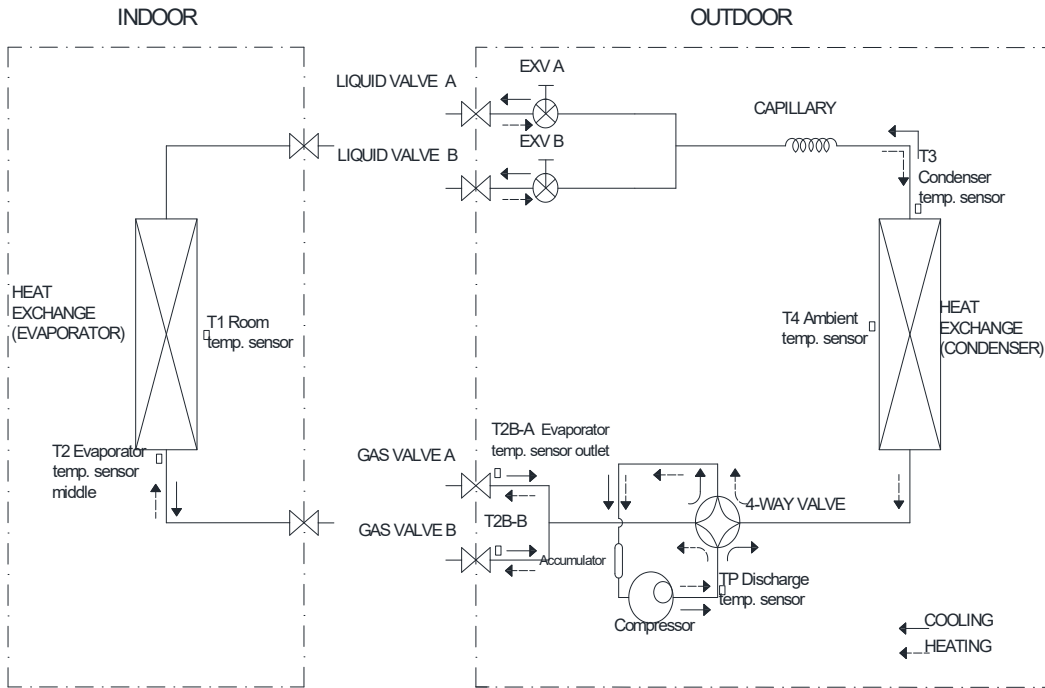 INDOOR
OUTDOOR
LIQUID VALVE A
EXV A
CAPILLARY
LIQUID VALVE B
EXV B
T3
Condenser
temp. sensor
HEAT
EXCHANGE
(EVAPORATOR)
T1 Room
temp. sensor
T4 Ambient
temp. sensor
HEAT
EXCHANGE
(CONDENSER)
T2 Evaporator
temp. sensor
middle
GAS VALVE A
T2B-A Evaporator
temp. sensor outlet
4-WAY VALVE
GAS VALVE B
T2B-B
Accumulator
TP Discharge
temp. sensor
Compressor
COOLING
HEATING